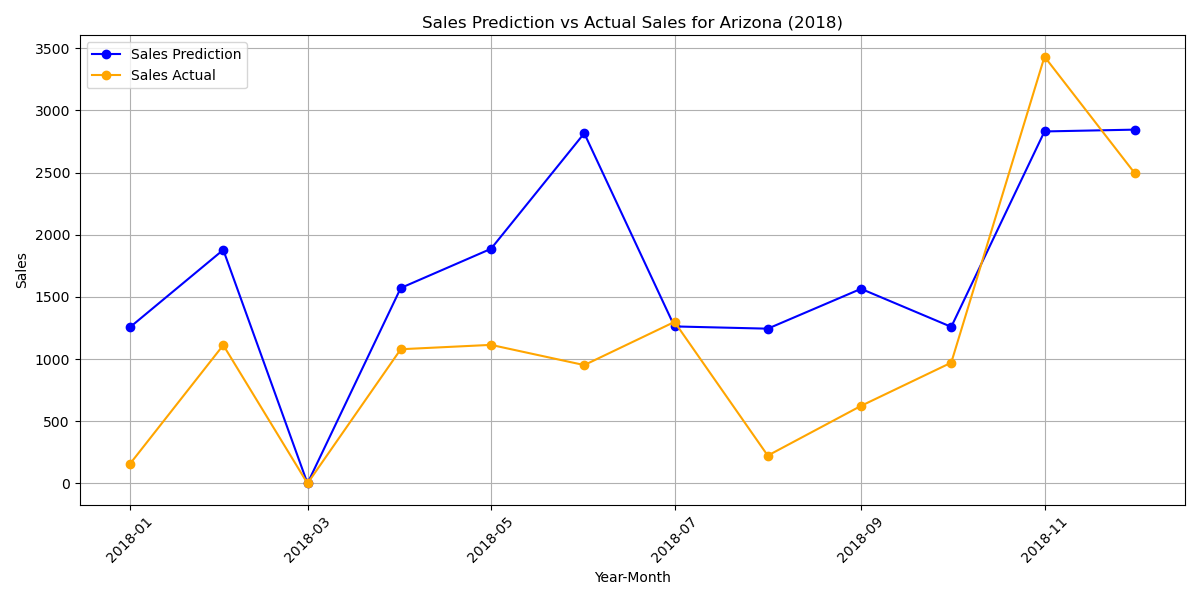 Sales Prediction vs Actual Sales for Arizona (2018)
Sales Prediction
Sales Actual
3500
3000
2500
2000
1500
1000
500
0
Sales
2018-01
2018-03
2018-05
2018-07
2018-09
2018-11
Year-Month